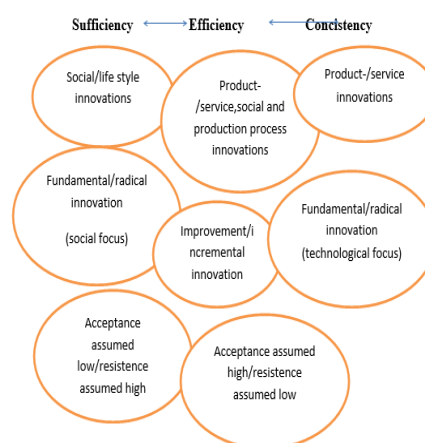 Sufficiency Efficiency Concistency
Social/life style
innovations
Product-
/service,social and
production process
innovations
Product-/service
innovations
Fundamental/radical
innovation
(social focus)
Improvement/i
ncremental
innovation
Fundamental/radical
innovation
(technological focus)
Acceptance
assumed
low/resistence
assumed high
Acceptance assumed
high/resistence
assumed low